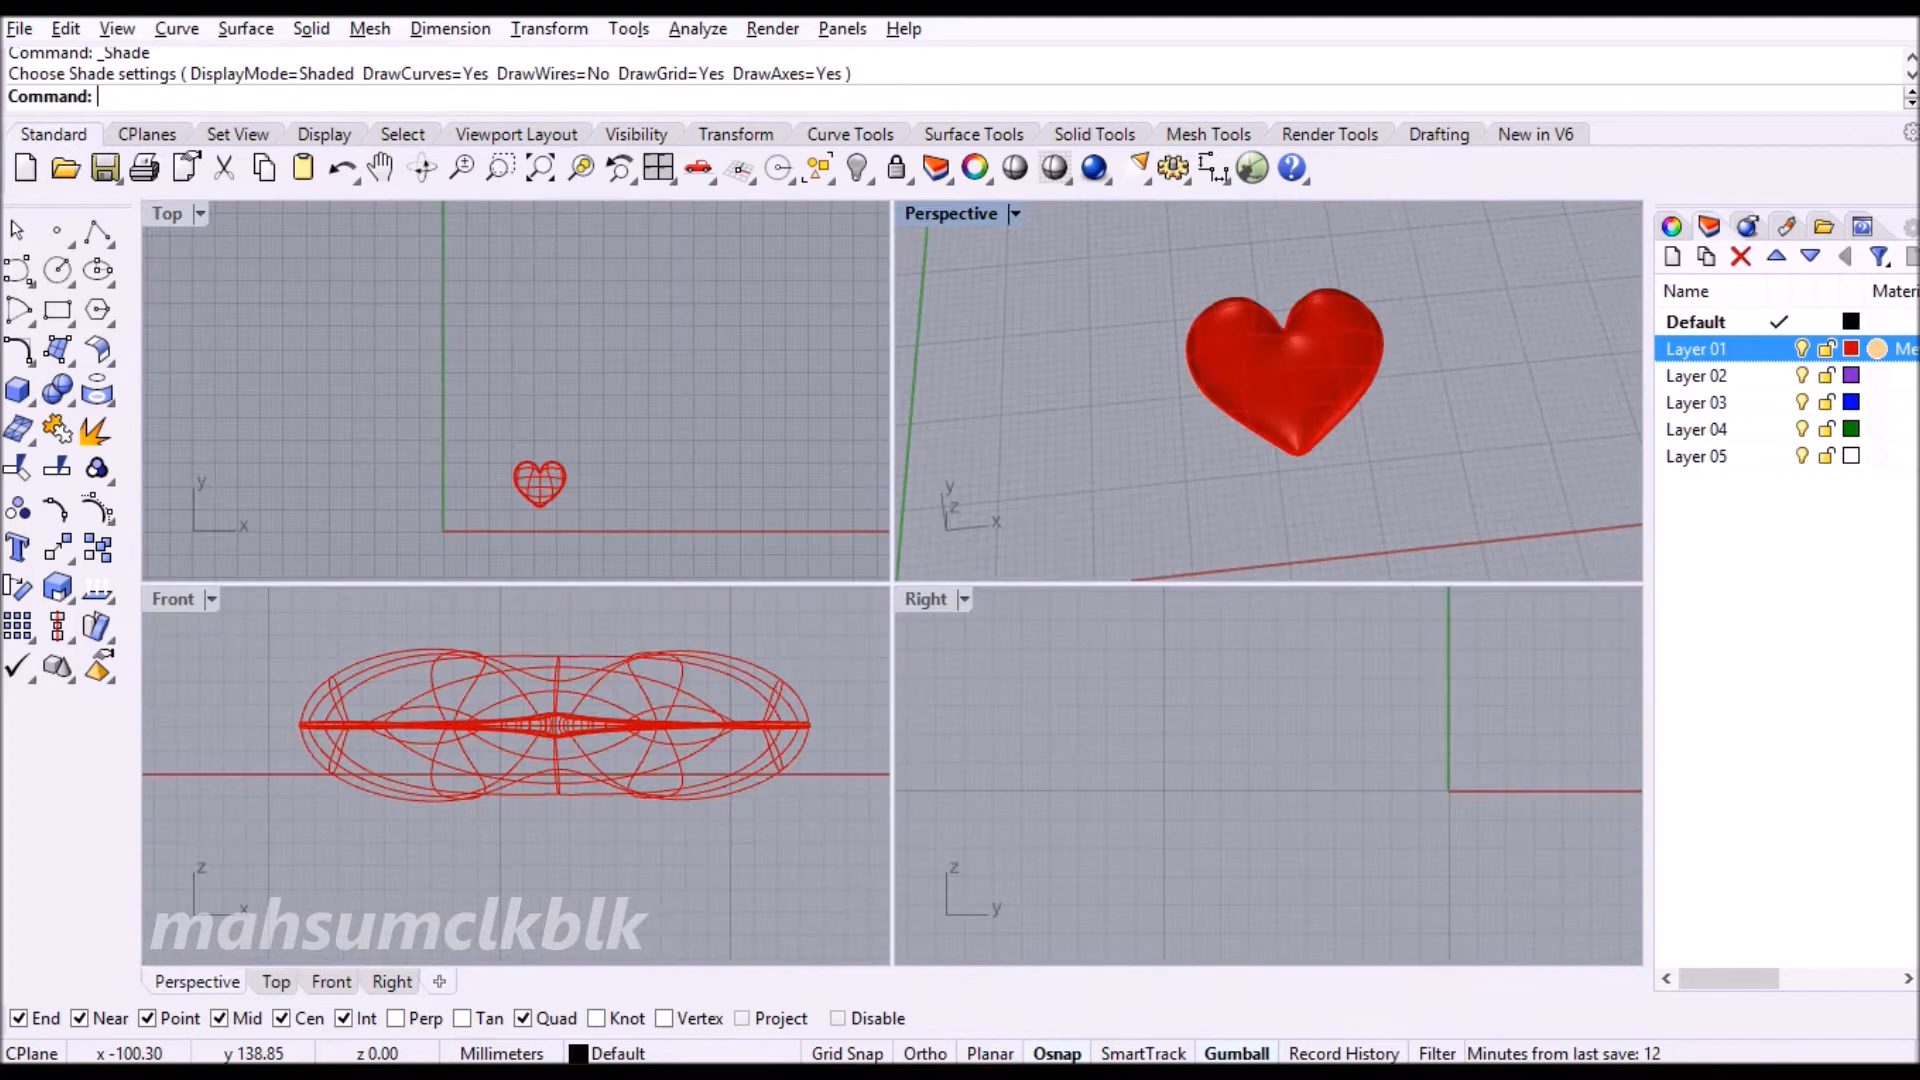 File Edit View Curve Surface Solid Mesh Dimension Transform Tools Analyze Render Panels Help
Command: _Shade
Choose Shade settings ( DisplayMode=Shaded DrawCurves=Yes DrawWires=No DrawGrid=Yes DrawAxes=Yes )
Command:
Standard CPlanes Set View Display Select Viewport Layout Visibility Transform Curve Tools Surface Tools Solid Tools Mesh Tools Render Tools Drafting New in V6
Top
y
x
Perspective
y
z
x
Front
z
x
Right
z
y
mahsumclkblk
Name Materi
Default
Layer 01 Me
Layer 02
Layer 03
Layer 04
Layer 05
Perspective Top Front Right
End Near Point Mid Cen Int Perp Tan Quad Knot Vertex Project Disable
CPlane x -100.30 y 138.85 z 0.00 Millimeters Default Grid Snap Ortho Planar Osnap SmartTrack Gumball Record History Filter Minutes from last save: 12